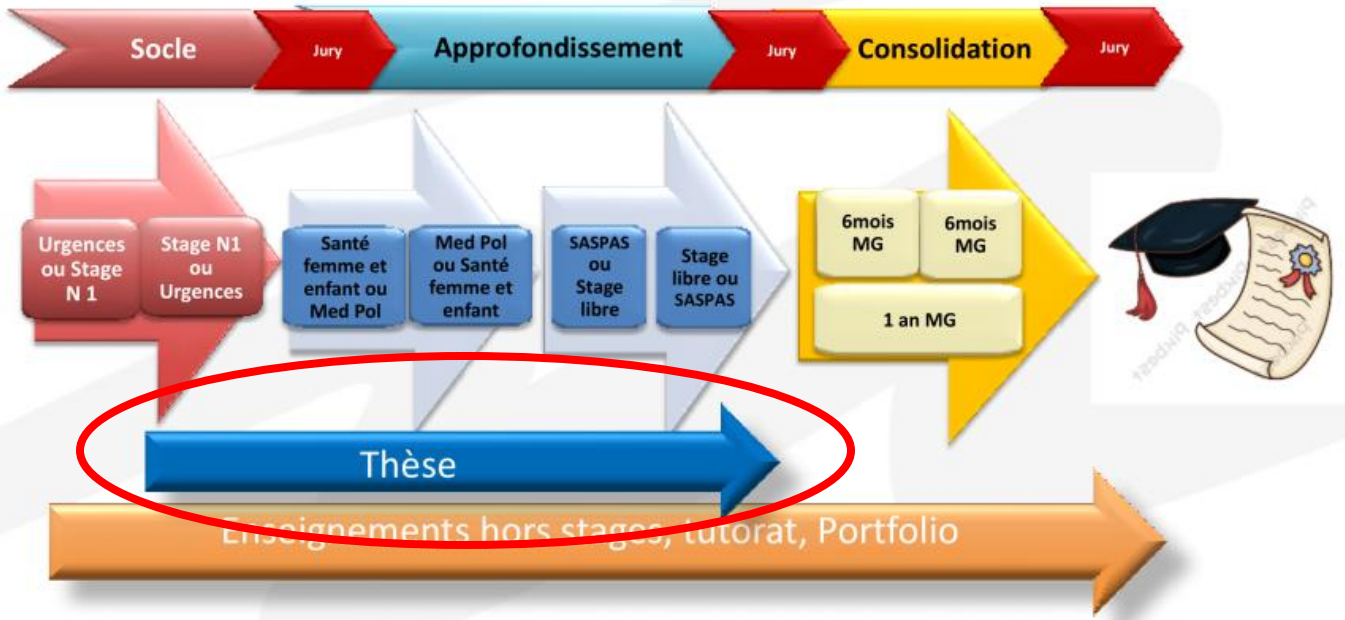 Socle
Jury
Approfondissement
Jury
Consolidation
Jury
Urgences
ou Stage
N 1
Stage N1
ou
Urgences
Santé
femme et
enfant ou
Med Pol
Med Pol
ou Santé
femme et
enfant
SASPAS
ou
Stage
libre
Stage
libre ou
SASPAS
6mois
MG
6mois
MG
1 an MG
Thèse
Enseignements hors stages, tutorat, Portfolio